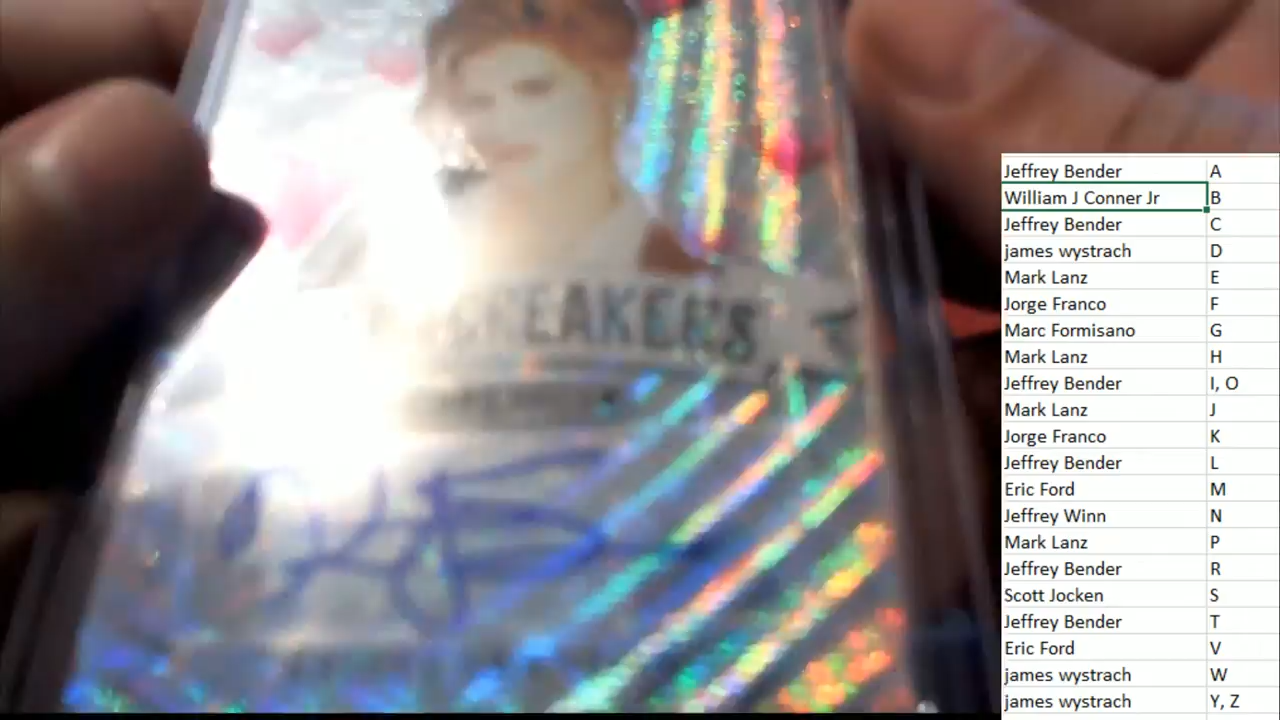 Jeffrey Bender A
William J Conner Jr B
Jeffrey Bender C
james wystrach D
Mark Lanz E
Jorge Franco F
Marc Formisano G
Mark Lanz H
Jeffrey Bender I, O
Mark Lanz J
Jorge Franco K
Jeffrey Bender L
Eric Ford M
Jeffrey Winn N
Mark Lanz P
Jeffrey Bender R
Scott Jocken S
Jeffrey Bender T
Eric Ford V
james wystrach W
james wystrach Y, Z